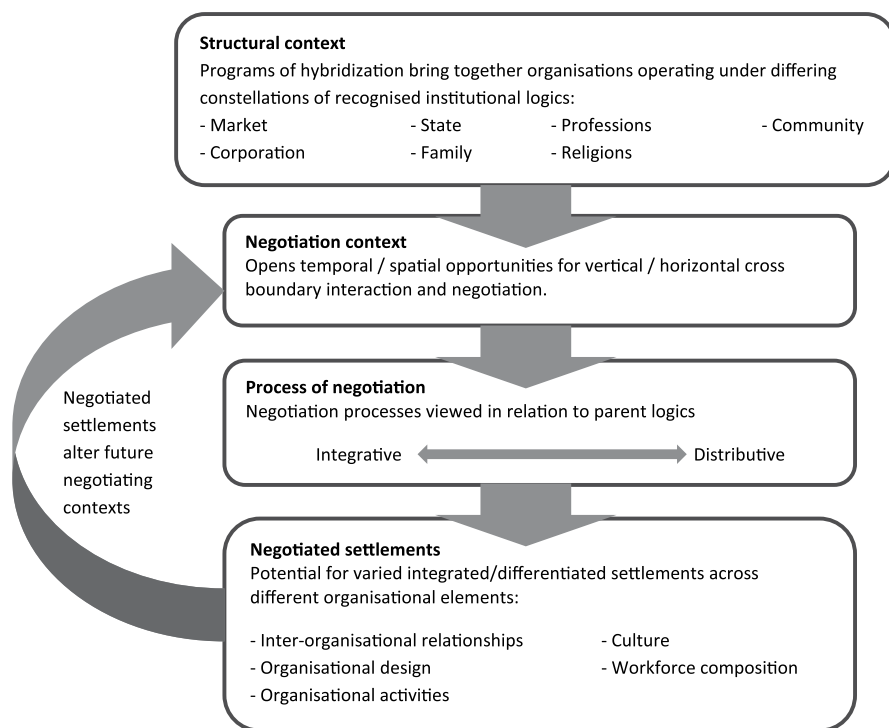 Structural context
Programs of hybridization bring together organisations operating under differing
constellations of recognised institutional logics:
- Market - State - Professions - Community
- Corporation - Family - Religions
Negotiation context
Opens temporal / spatial opportunities for vertical / horizontal cross
boundary interaction and negotiation.
Process of negotiation
Negotiation processes viewed in relation to parent logics
Integrative Distributive
Negotiated
settlements
alter future
negotiating
contexts
Negotiated settlements
Potential for varied integrated/differentiated settlements across
different organisational elements:
- Inter-organisational relationships - Culture
- Organisational design - Workforce composition
- Organisational activities